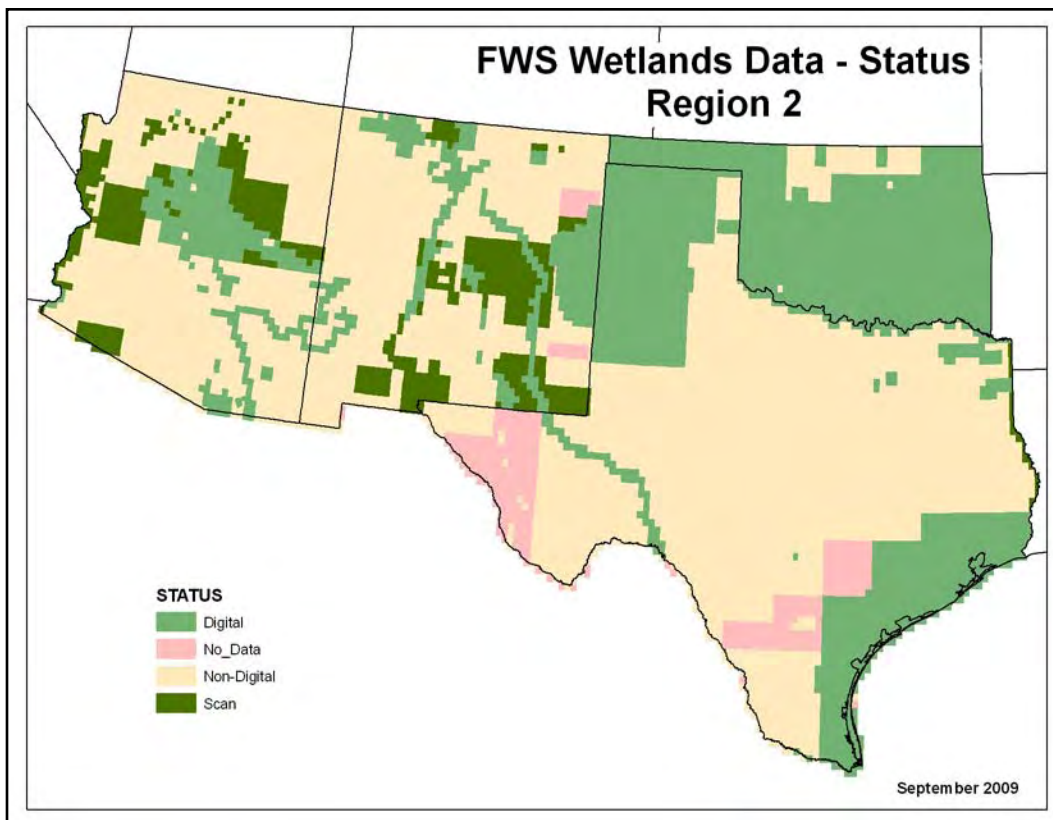 FWS Wetlands Data - Status
Region 2
STATUS
Digital
No_Data
Non-Digital
Scan
September 2009